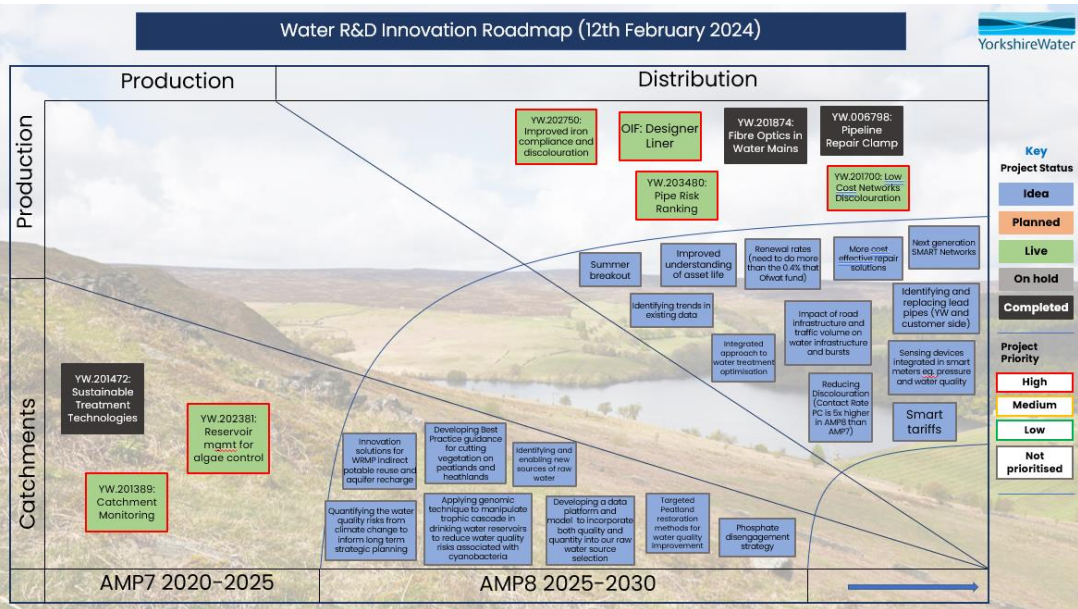 Water R&D Innovation Roadmap (12th February 2024)
YorkshireWater
Production
Distribution
Production
Catchments
YW.202750:
Improved iron
compliance and
discolouration
OIF: Designer
Liner
YW.201874:
Fibre Optics in
Water Mains
YW.006798:
Pipeline
Repair Clamp
YW.203480:
Pipe Risk
Ranking
YW.201700: Low
Cost Networks
Discolouration
Summer
breakout
Improved
understanding
of asset life
Renewal rates
(need to do more
than the 0.4% that
Ofwat fund)
More cost
effective repair
solutions
Next generation
SMART Networks
Identifying trends in
existing data
Impact of road
infrastructure and
traffic volume on
water infrastructure
and bursts
Identifying and
replacing lead
pipes (YW and
customer side)
Integrated
approach to
water treatment
optimisation
Sensing devices
integrated in smart
meters eg. pressure
and water quality
Reducing
Discolouration
(Contact Rate
PC is 5x higher
in AMP8 than
AMP7)
Smart
tariffs
YW.201472:
Sustainable
Treatment
Technologies
YW.202381:
Reservoir
mgmt for
algae control
YW.201389:
Catchment
Monitoring
Innovation
solutions for
WRMP indirect
potable reuse and
aquifer recharge
Developing Best
Practice guidance
for cutting
vegetation on
peatlands and
heathlands
Identifying and
enabling new
sources of raw
water
Quantifying the water
quality risks from
climate change to
inform long term
strategic planning
Applying genomic
technique to manipulate
trophic cascade in
drinking water reservoirs
to reduce water quality
risks associated with
cyanobacteria
Developing a data
platform and
model to incorporate
both quality and
quantity into our raw
water source
selection
Targeted
Peatland
restoration
methods for
water quality
improvement
Phosphate
disengagement
strategy
AMP7 2020-2025
AMP8 2025-2030
Key
Project Status
Idea
Planned
Live
On hold
Completed
Project
Priority
High
Medium
Low
Not
prioritised